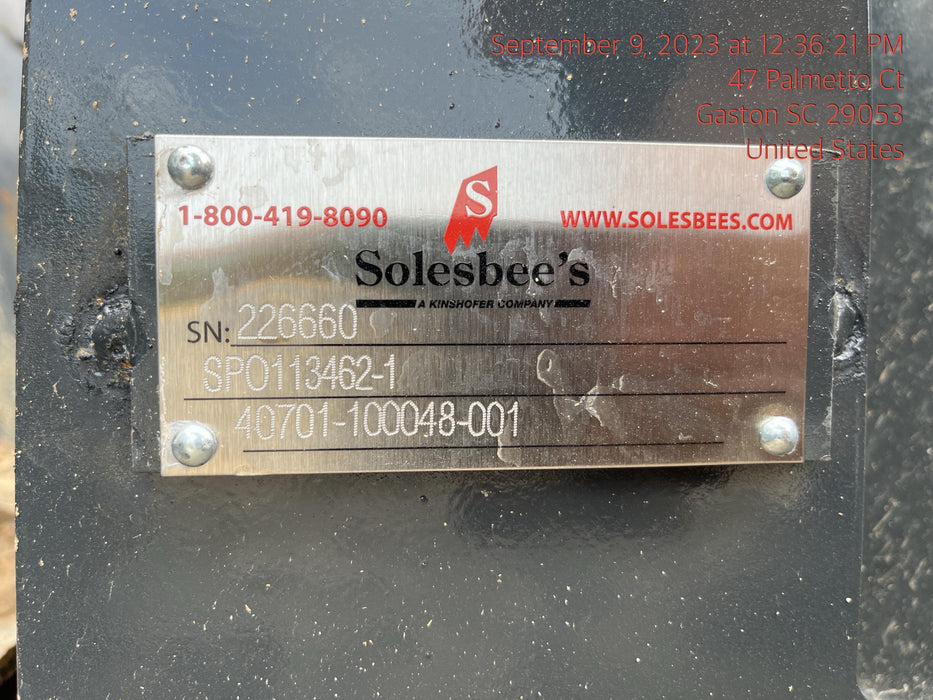 September 9, 2023 at 12:36:21 PM
47 Palmetto Ct
Gaston SC 29053
United States
1-800-419-8090
S
WWW.SOLESBEES.COM
Solesbee's
A KINSHOFER COMPANY
SN: 226660
SPO113462-1
40701-100048-001